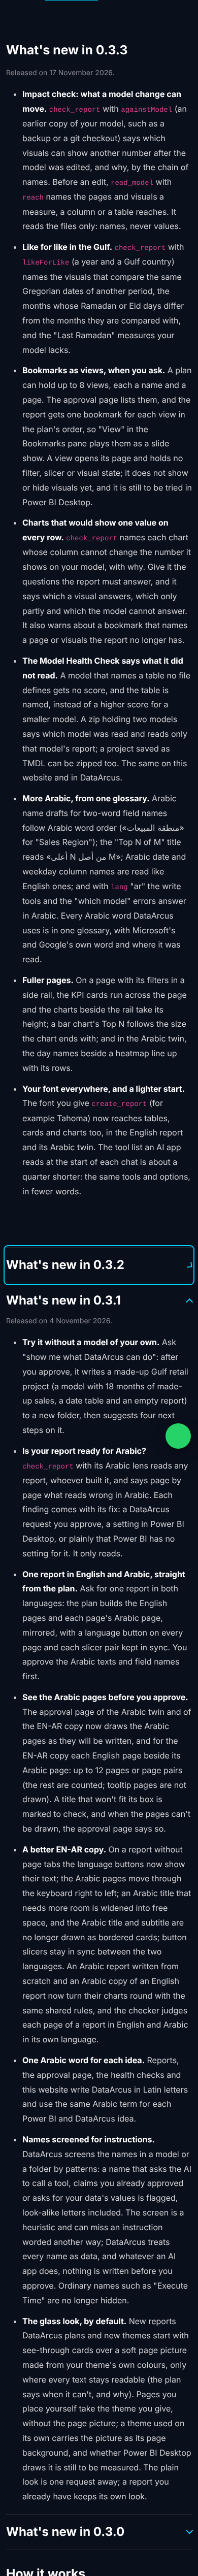 What's new in 0.3.3
Released on 17 November 2026.
• Impact check: what a model change can
move. check_report with againstModel (an
earlier copy of your model, such as a
backup or a git checkout) says which
visuals can show another number after the
model was edited, and why, by the chain of
names. Before an edit, read_model with
reach names the pages and visuals a
measure, a column or a table reaches. It
reads the files only: names, never values.
• Like for like in the Gulf. check_report with
likeForLike (a year and a Gulf country)
names the visuals that compare the same
Gregorian dates of another period, the
months whose Ramadan or Eid days differ
from the months they are compared with,
and the "Last Ramadan" measures your
model lacks.
• Bookmarks as views, when you ask. A plan
can hold up to 8 views, each a name and a
page. The approval page lists them, and the
report gets one bookmark for each view in
the plan's order, so "View" in the
Bookmarks pane plays them as a slide
show. A view opens its page and holds no
filter, slicer or visual state; it does not show
or hide visuals yet, and it is still to be tried in
Power BI Desktop.
• Charts that would show one value on
every row. check_report names each chart
whose column cannot change the number it
shows on your model, with why. Give it the
questions the report must answer, and it
says which a visual answers, which only
partly and which the model cannot answer.
It also warns about a bookmark that names
a page or visuals the report no longer has.
• The Model Health Check says what it did
not read. A model that names a table no file
defines gets no score, and the table is
named, instead of a higher score for a
smaller model. A zip holding two models
says which model was read and reads only
that model's report; a project saved as
TMDL can be zipped too. The same on this
website and in DataArcus.
• More Arabic, from one glossary. Arabic
name drafts for two-word field names
follow Arabic word order («منطقة المبيعات»
for "Sales Region"); the "Top N of M" title
reads «أعلى N من أصل M»; Arabic date and
weekday column names are read like
English ones; and with lang "ar" the write
tools and the "which model" errors answer
in Arabic. Every Arabic word DataArcus
uses is in one glossary, with Microsoft's
and Google's own word and where it was
read.
• Fuller pages. On a page with its filters in a
side rail, the KPI cards run across the page
and the charts beside the rail take its
height; a bar chart's Top N follows the size
the chart ends with; and in the Arabic twin,
the day names beside a heatmap line up
with its rows.
• Your font everywhere, and a lighter start.
The font you give create_report (for
example Tahoma) now reaches tables,
cards and charts too, in the English report
and its Arabic twin. The tool list an AI app
reads at the start of each chat is about a
quarter shorter: the same tools and options,
in fewer words.
What's new in 0.3.2
What's new in 0.3.1
Released on 4 November 2026.
• Try it without a model of your own. Ask
"show me what DataArcus can do": after
you approve, it writes a made-up Gulf retail
project (a model with 18 months of made-
up sales, a date table and an empty report)
to a new folder, then suggests four next
steps on it.
• Is your report ready for Arabic?
check_report with its Arabic lens reads any
report, whoever built it, and says page by
page what reads wrong in Arabic. Each
finding comes with its fix: a DataArcus
request you approve, a setting in Power BI
Desktop, or plainly that Power BI has no
setting for it. It only reads.
• One report in English and Arabic, straight
from the plan. Ask for one report in both
languages: the plan builds the English
pages and each page's Arabic page,
mirrored, with a language button on every
page and each slicer pair kept in sync. You
approve the Arabic texts and field names
first.
• See the Arabic pages before you approve.
The approval page of the Arabic twin and of
the EN-AR copy now draws the Arabic
pages as they will be written, and for the
EN-AR copy each English page beside its
Arabic page: up to 12 pages or page pairs
(the rest are counted; tooltip pages are not
drawn). A title that won't fit its box is
marked to check, and when the pages can't
be drawn, the approval page says so.
• A better EN-AR copy. On a report without
page tabs the language buttons now show
their text; the Arabic pages move through
the keyboard right to left; an Arabic title that
needs more room is widened into free
space, and the Arabic title and subtitle are
no longer drawn as bordered cards; button
slicers stay in sync between the two
languages. An Arabic report written from
scratch and an Arabic copy of an English
report now turn their charts round with the
same shared rules, and the checker judges
each page of a report in English and Arabic
in its own language.
• One Arabic word for each idea. Reports,
the approval page, the health checks and
this website write DataArcus in Latin letters
and use the same Arabic term for each
Power BI and DataArcus idea.
• Names screened for instructions.
DataArcus screens the names in a model or
a folder by patterns: a name that asks the AI
to call a tool, claims you already approved
or asks for your data's values is flagged,
look-alike letters included. The screen is a
heuristic and can miss an instruction
worded another way; DataArcus treats
every name as data, and whatever an AI
app does, nothing is written before you
approve. Ordinary names such as "Execute
Time" are no longer hidden.
• The glass look, by default. New reports
DataArcus plans and new themes start with
see-through cards over a soft page picture
made from your theme's own colours, only
where every text stays readable (the plan
says when it can't, and why). Pages you
place yourself take the theme you give,
without the page picture; a theme used on
its own carries the picture as its page
background, and whether Power BI Desktop
draws it is still to be measured. The plain
look is one request away; a report you
already have keeps its own look.
What's new in 0.3.0
How it works